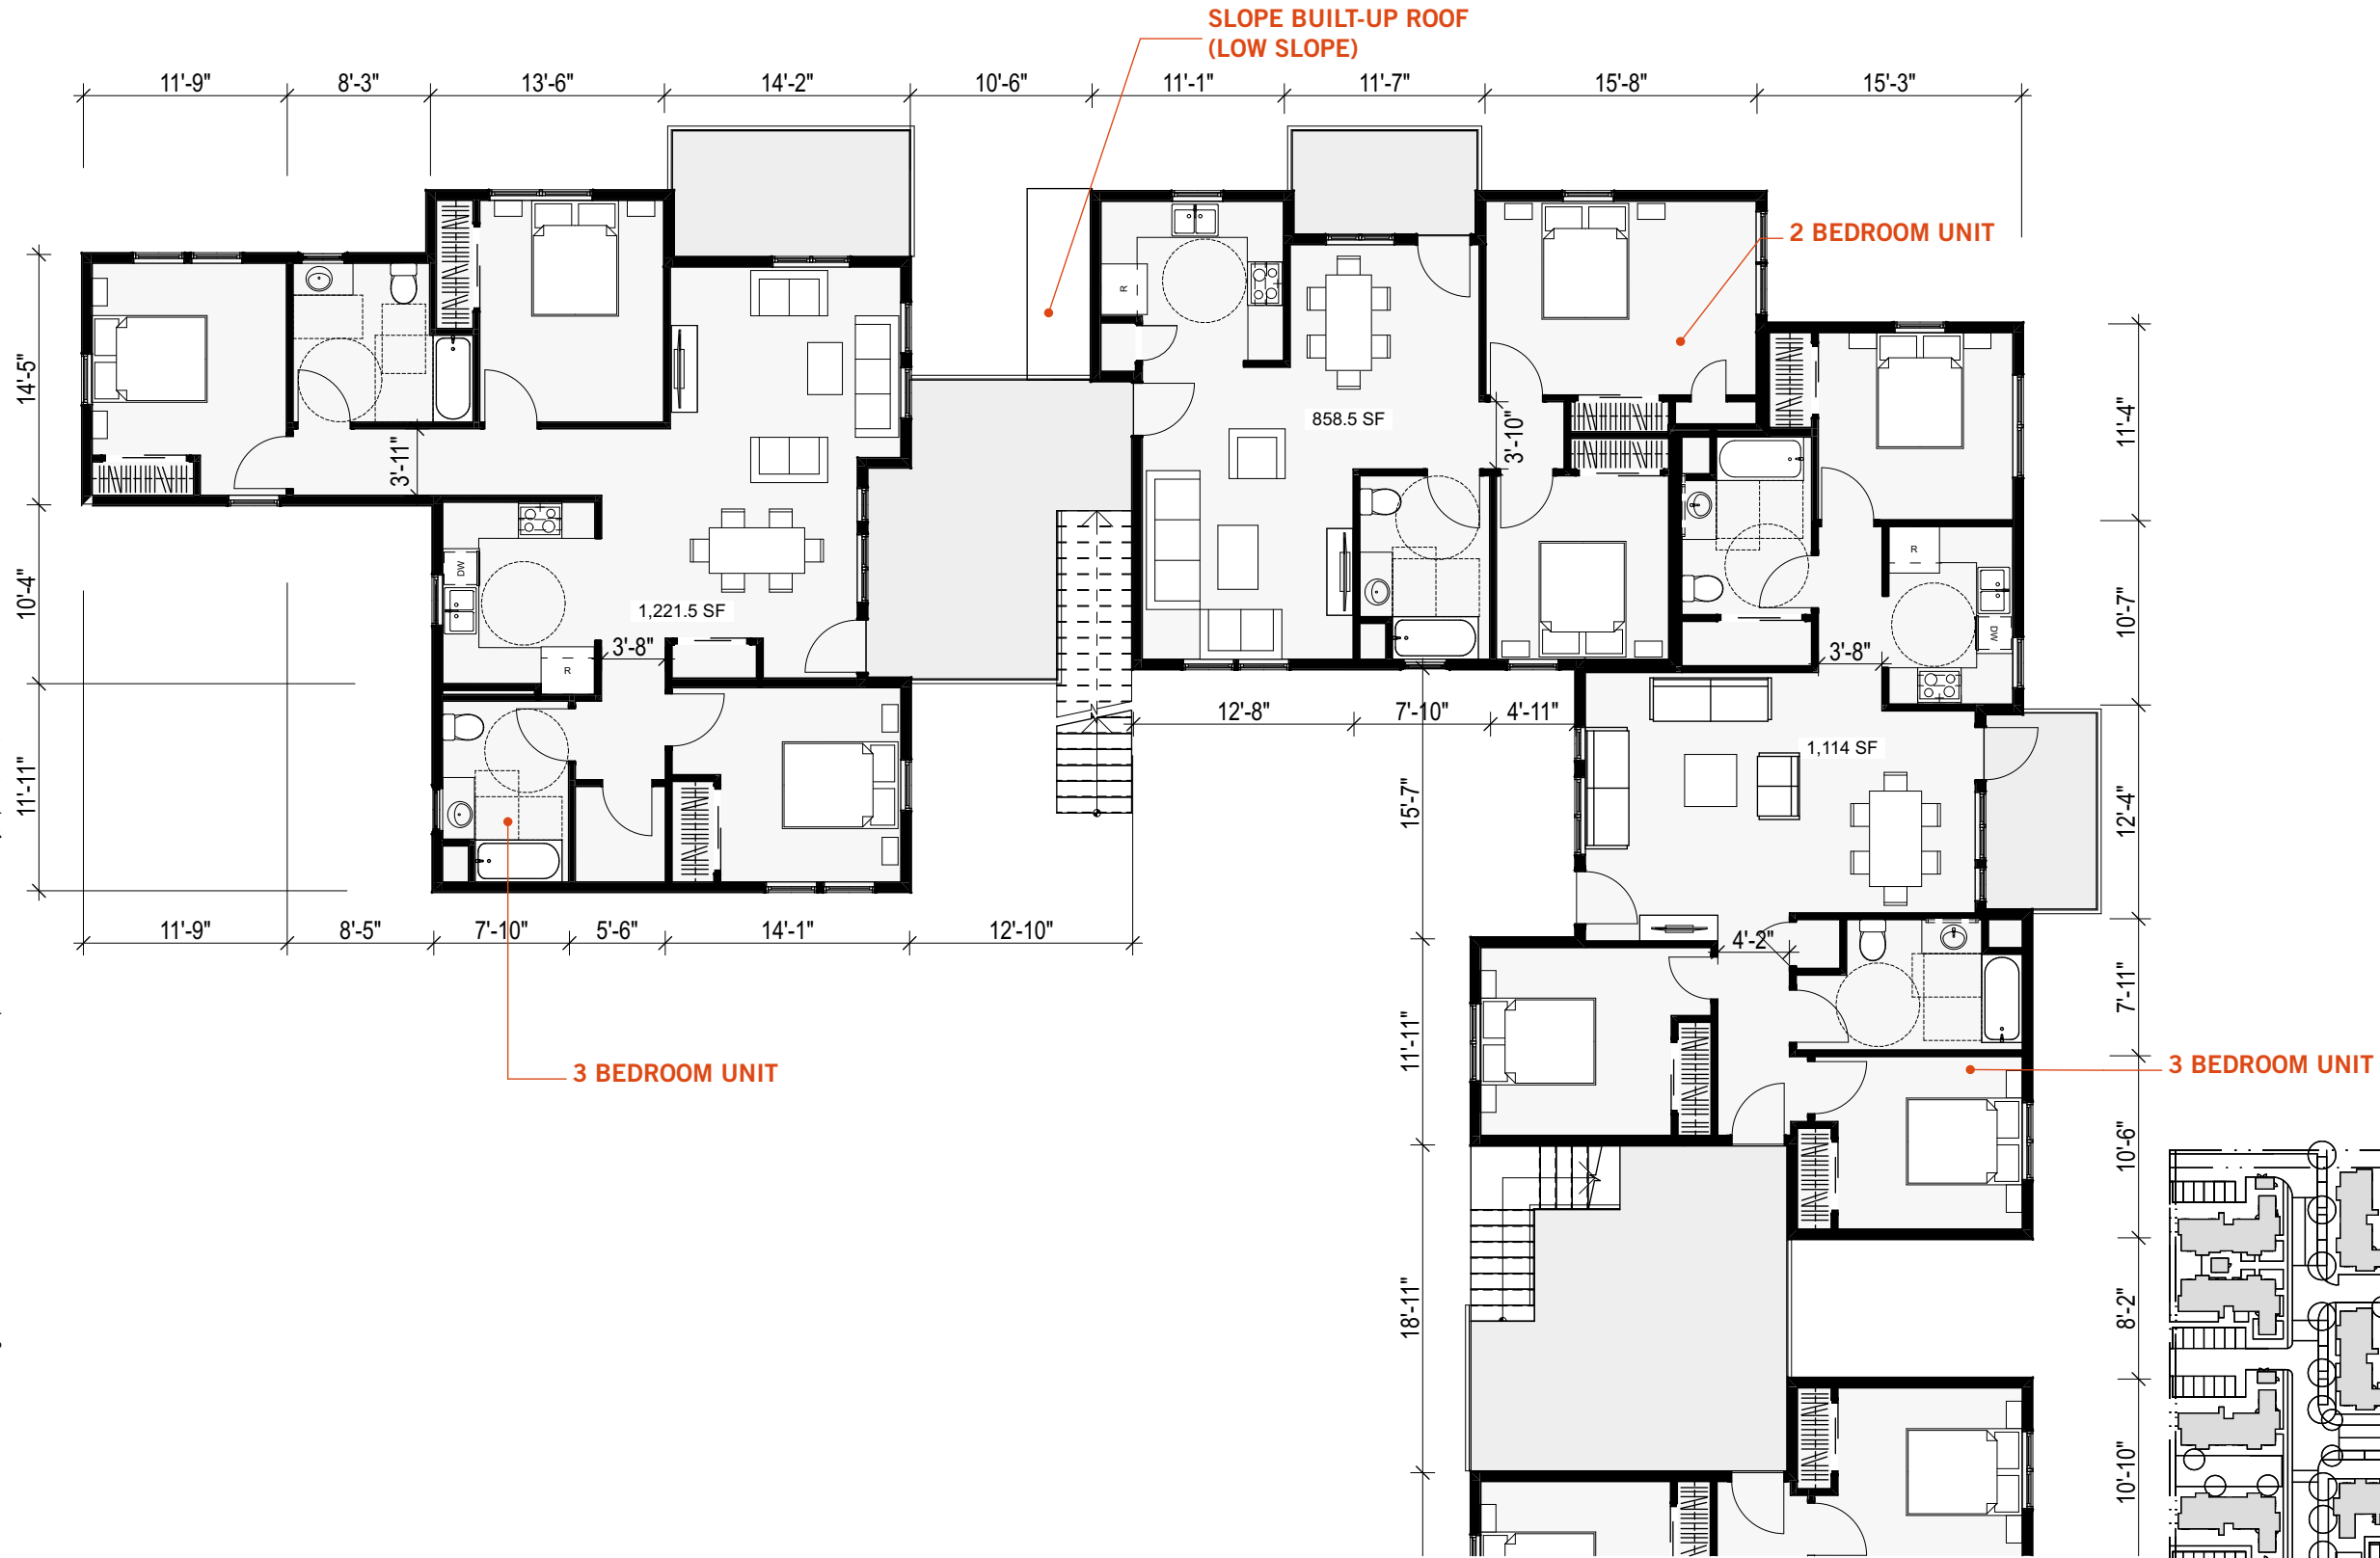 SLOPE BUILT-UP ROOF
(LOW SLOPE)
11'-9" 8'-3" 13'-6" 14'-2" 10'-6" 11'-1" 11'-7" 15'-8" 15'-3"
2 BEDROOM UNIT
R
14'-5"
11'-4"
858.5 SF
3'-11"
3'-10"
DW
R
10'-4"
10'-7"
1,221.5 SF
DW
3'-8"
3'-8"
R
12'-8" 7'-10" 4'-11"
1,114 SF
11'-11"
15'-7"
12'-4"
11'-9" 8'-5" 7'-10" 5'-6" 14'-1" 12'-10"
4'-2"
7'-11"
11'-11"
3 BEDROOM UNIT
3 BEDROOM UNIT
10'-6"
18'-11"
8'-2"
10'-10"